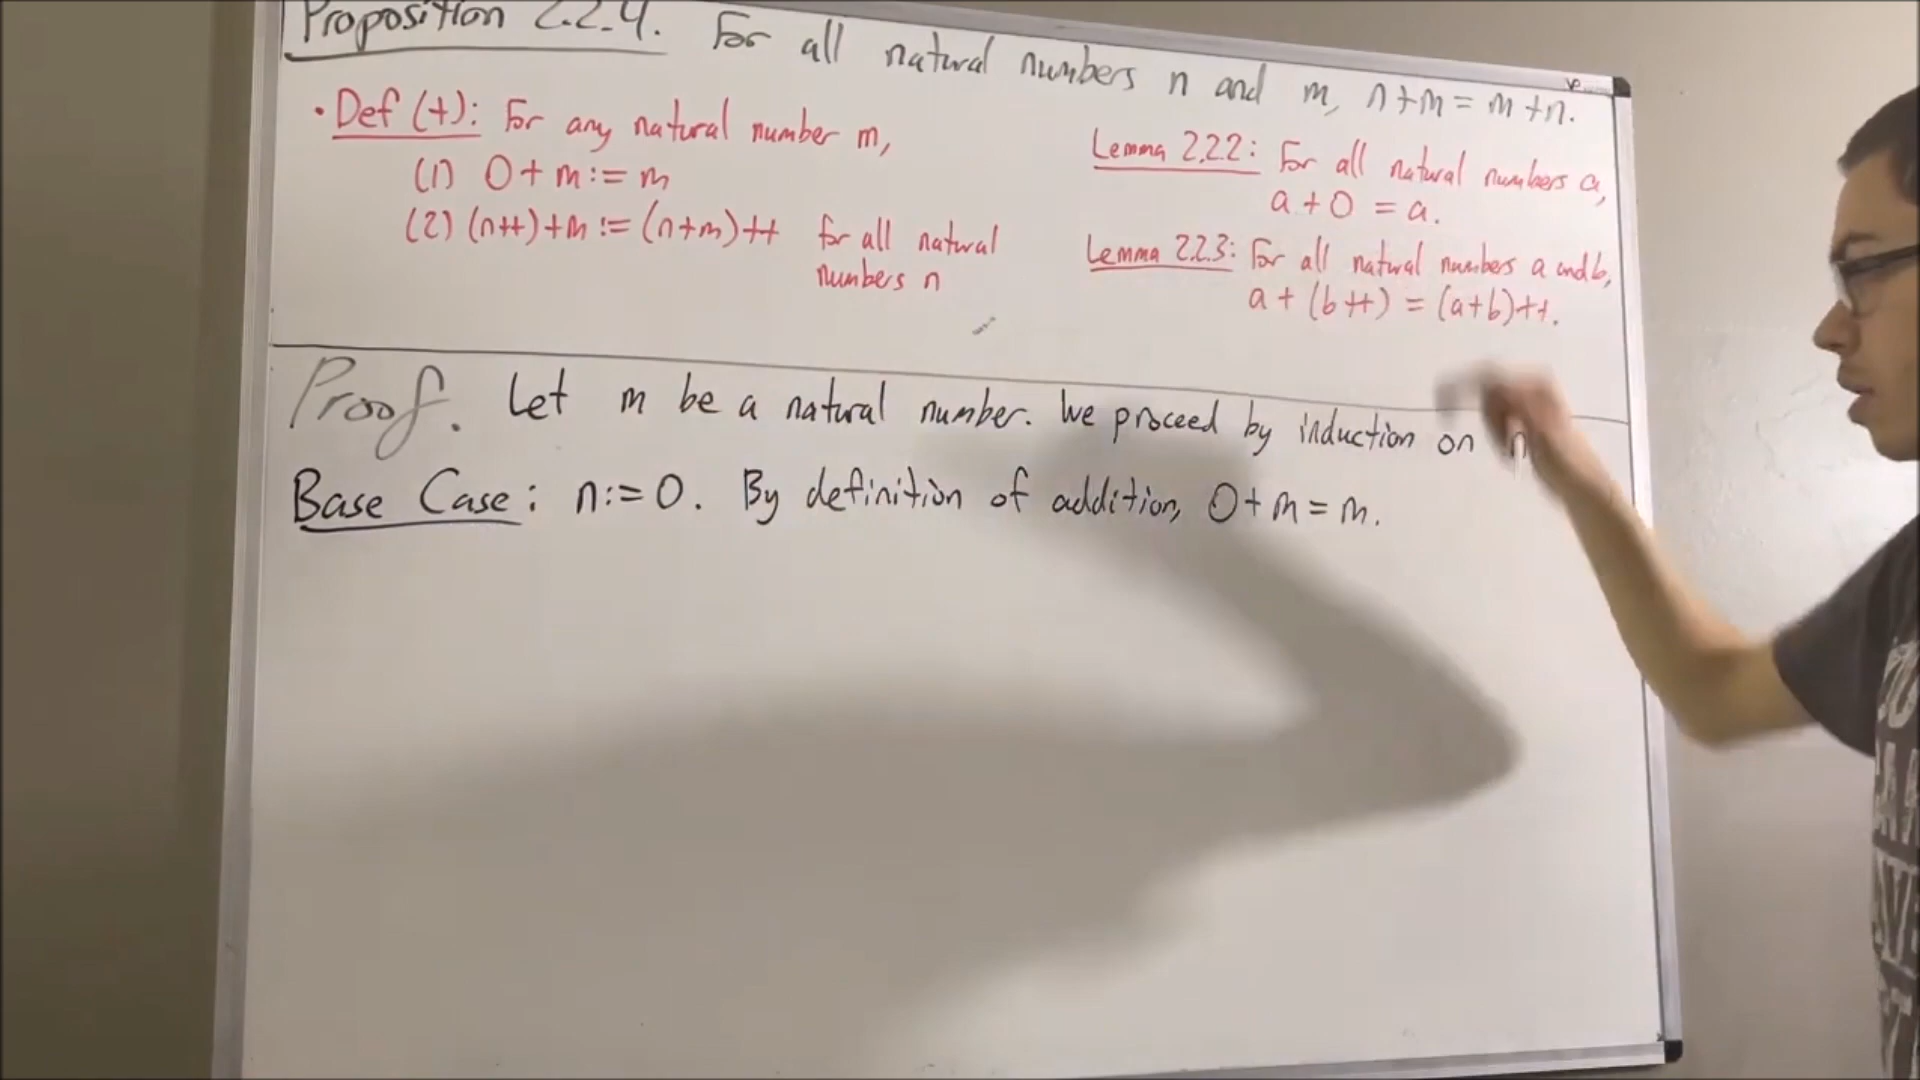 Proposition 2.2.4. For all natural numbers n and m, n+m = m+n.
• Def (+): For any natural number m,
(1) 0 + m := m
(2) (n++)+m := (n+m)++ for all natural
numbers n
Lemma 2.2.2: For all natural numbers a,
a + 0 = a.
Lemma 2.2.3: For all natural numbers a and b,
a + (b++) = (a+b)++.
Proof. Let m be a natural number. We proceed by induction on n
Base Case: n:=0. By definition of addition, 0+m=m.